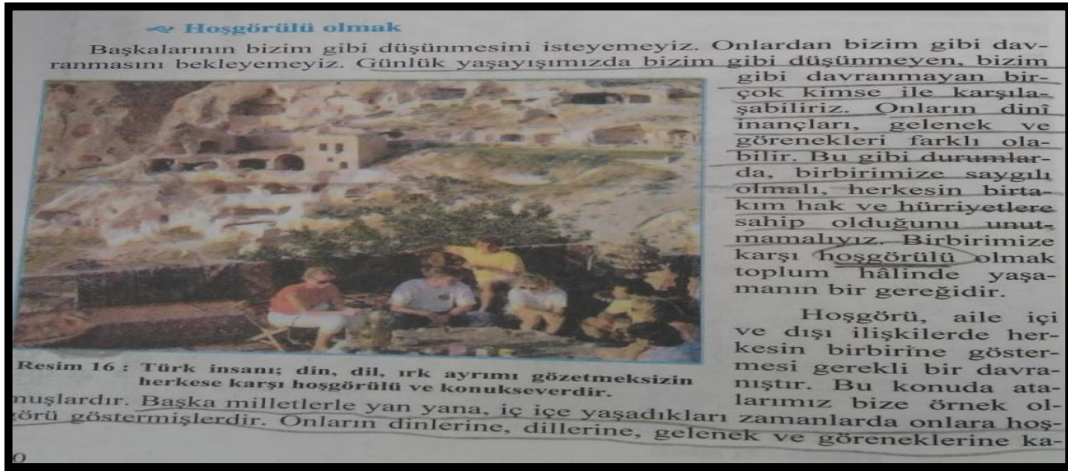 Hoşgörülü olmak
Başkalarının bizim gibi düşünmesini isteyemeyiz. Onlardan bizim gibi dav-
ranmasını bekleyemeyiz. Günlük yaşayışımızda bizim gibi düşünmeyen, bizim
gibi davranmayan bir-
çok kimse ile karşıla-
şabiliriz. Onların dinî
inançları, gelenek ve
görenekleri farklı ola-
bilir. Bu gibi durumlar-
da, birbirimize saygılı
olmalı, herkesin birta-
kım hak ve hürriyetlere
sahip olduğunu unut-
mamalıyız. Birbirimize
karşı hoşgörülü olmak
toplum hâlinde yaşa-
manın bir gereğidir.
Hoşgörü, aile içi
ve dışı ilişkilerde her-
kesin birbirine göster-
mesi gerekli bir davra-
nıştır. Bu konuda ata-
larımız bize örnek ol-
muşlardır. Başka milletlerle yan yana, iç içe yaşadıkları zamanlarda onlara hoş-
görü göstermişlerdir. Onların dinlerine, dillerine, gelenek ve göreneklerine ka-
Resim 16 : Türk insanı; din, dil, ırk ayrımı gözetmeksizin
herkese karşı hoşgörülü ve konukseverdir.